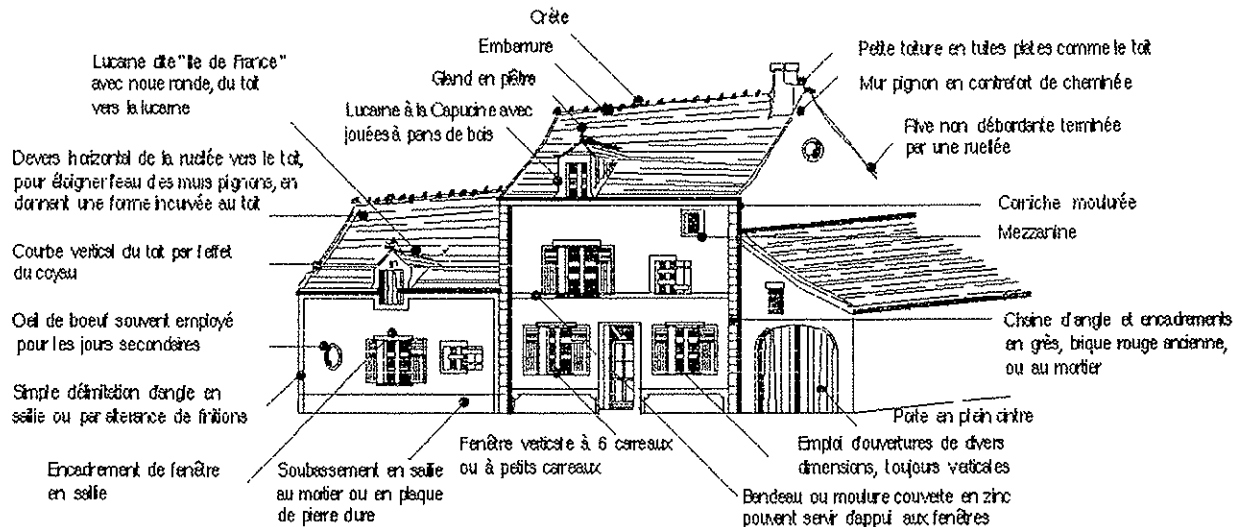 Crête
Embarrure
Gland en plâtre
Lucarne à la Capucine avec
jouées à pans de bois
Lucarne dite "Ile de France"
avec noue ronde, du toit
vers la lucarne
Devers horizontal de la ruellée vers le toit,
pour éloigner l'eau des murs pignons, en
donnant une forme incurvée au toit
Courbe vertical du toit par l'effet
du coyau
Oeil de boeuf souvent employé
pour les jours secondaires
Simple délimitation d'angle en
saillie ou par alterance de finitions
Encadrement de fenêtre
en saillie
Soubassement en saillie
au mortier ou en plaque
de pierre dure
Fenêtre verticale à 6 carreaux
ou à petits carreaux
Petite toiture en tuiles plates comme le toit
Mur pignon en contrefort de cheminée
Rive non débordante terminée
par une ruellée
Corniche moulurée
Mezzanine
Chaine d'angle et encadrements
en grès, bique rouge ancienne,
ou au mortier
Porte en plein cintre
Emploi d'ouvertures de divers
dimensions, toujours verticales
Bandeau ou moulure couverte en zinc
pouvent servir d'appui aux fenêtres